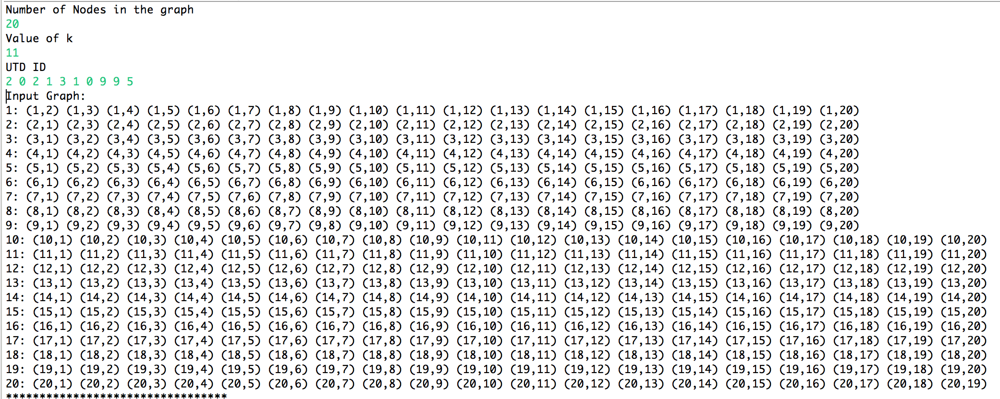 Number of Nodes in the graph
20
Value of k
11
UTD ID
2 0 2 1 3 1 0 9 9 5
Input Graph:
1: (1,2) (1,3) (1,4) (1,5) (1,6) (1,7) (1,8) (1,9) (1,10) (1,11) (1,12) (1,13) (1,14) (1,15) (1,16) (1,17) (1,18) (1,19) (1,20)
2: (2,1) (2,3) (2,4) (2,5) (2,6) (2,7) (2,8) (2,9) (2,10) (2,11) (2,12) (2,13) (2,14) (2,15) (2,16) (2,17) (2,18) (2,19) (2,20)
3: (3,1) (3,2) (3,4) (3,5) (3,6) (3,7) (3,8) (3,9) (3,10) (3,11) (3,12) (3,13) (3,14) (3,15) (3,16) (3,17) (3,18) (3,19) (3,20)
4: (4,1) (4,2) (4,3) (4,5) (4,6) (4,7) (4,8) (4,9) (4,10) (4,11) (4,12) (4,13) (4,14) (4,15) (4,16) (4,17) (4,18) (4,19) (4,20)
5: (5,1) (5,2) (5,3) (5,4) (5,6) (5,7) (5,8) (5,9) (5,10) (5,11) (5,12) (5,13) (5,14) (5,15) (5,16) (5,17) (5,18) (5,19) (5,20)
6: (6,1) (6,2) (6,3) (6,4) (6,5) (6,7) (6,8) (6,9) (6,10) (6,11) (6,12) (6,13) (6,14) (6,15) (6,16) (6,17) (6,18) (6,19) (6,20)
7: (7,1) (7,2) (7,3) (7,4) (7,5) (7,6) (7,8) (7,9) (7,10) (7,11) (7,12) (7,13) (7,14) (7,15) (7,16) (7,17) (7,18) (7,19) (7,20)
8: (8,1) (8,2) (8,3) (8,4) (8,5) (8,6) (8,7) (8,9) (8,10) (8,11) (8,12) (8,13) (8,14) (8,15) (8,16) (8,17) (8,18) (8,19) (8,20)
9: (9,1) (9,2) (9,3) (9,4) (9,5) (9,6) (9,7) (9,8) (9,10) (9,11) (9,12) (9,13) (9,14) (9,15) (9,16) (9,17) (9,18) (9,19) (9,20)
10: (10,1) (10,2) (10,3) (10,4) (10,5) (10,6) (10,7) (10,8) (10,9) (10,11) (10,12) (10,13) (10,14) (10,15) (10,16) (10,17) (10,18) (10,19) (10,20)
11: (11,1) (11,2) (11,3) (11,4) (11,5) (11,6) (11,7) (11,8) (11,9) (11,10) (11,12) (11,13) (11,14) (11,15) (11,16) (11,17) (11,18) (11,19) (11,20)
12: (12,1) (12,2) (12,3) (12,4) (12,5) (12,6) (12,7) (12,8) (12,9) (12,10) (12,11) (12,13) (12,14) (12,15) (12,16) (12,17) (12,18) (12,19) (12,20)
13: (13,1) (13,2) (13,3) (13,4) (13,5) (13,6) (13,7) (13,8) (13,9) (13,10) (13,11) (13,12) (13,14) (13,15) (13,16) (13,17) (13,18) (13,19) (13,20)
14: (14,1) (14,2) (14,3) (14,4) (14,5) (14,6) (14,7) (14,8) (14,9) (14,10) (14,11) (14,12) (14,13) (14,15) (14,16) (14,17) (14,18) (14,19) (14,20)
15: (15,1) (15,2) (15,3) (15,4) (15,5) (15,6) (15,7) (15,8) (15,9) (15,10) (15,11) (15,12) (15,13) (15,14) (15,16) (15,17) (15,18) (15,19) (15,20)
16: (16,1) (16,2) (16,3) (16,4) (16,5) (16,6) (16,7) (16,8) (16,9) (16,10) (16,11) (16,12) (16,13) (16,14) (16,15) (16,17) (16,18) (16,19) (16,20)
17: (17,1) (17,2) (17,3) (17,4) (17,5) (17,6) (17,7) (17,8) (17,9) (17,10) (17,11) (17,12) (17,13) (17,14) (17,15) (17,16) (17,18) (17,19) (17,20)
18: (18,1) (18,2) (18,3) (18,4) (18,5) (18,6) (18,7) (18,8) (18,9) (18,10) (18,11) (18,12) (18,13) (18,14) (18,15) (18,16) (18,17) (18,19) (18,20)
19: (19,1) (19,2) (19,3) (19,4) (19,5) (19,6) (19,7) (19,8) (19,9) (19,10) (19,11) (19,12) (19,13) (19,14) (19,15) (19,16) (19,17) (19,18) (19,20)
20: (20,1) (20,2) (20,3) (20,4) (20,5) (20,6) (20,7) (20,8) (20,9) (20,10) (20,11) (20,12) (20,13) (20,14) (20,15) (20,16) (20,17) (20,18) (20,19)
*********************************